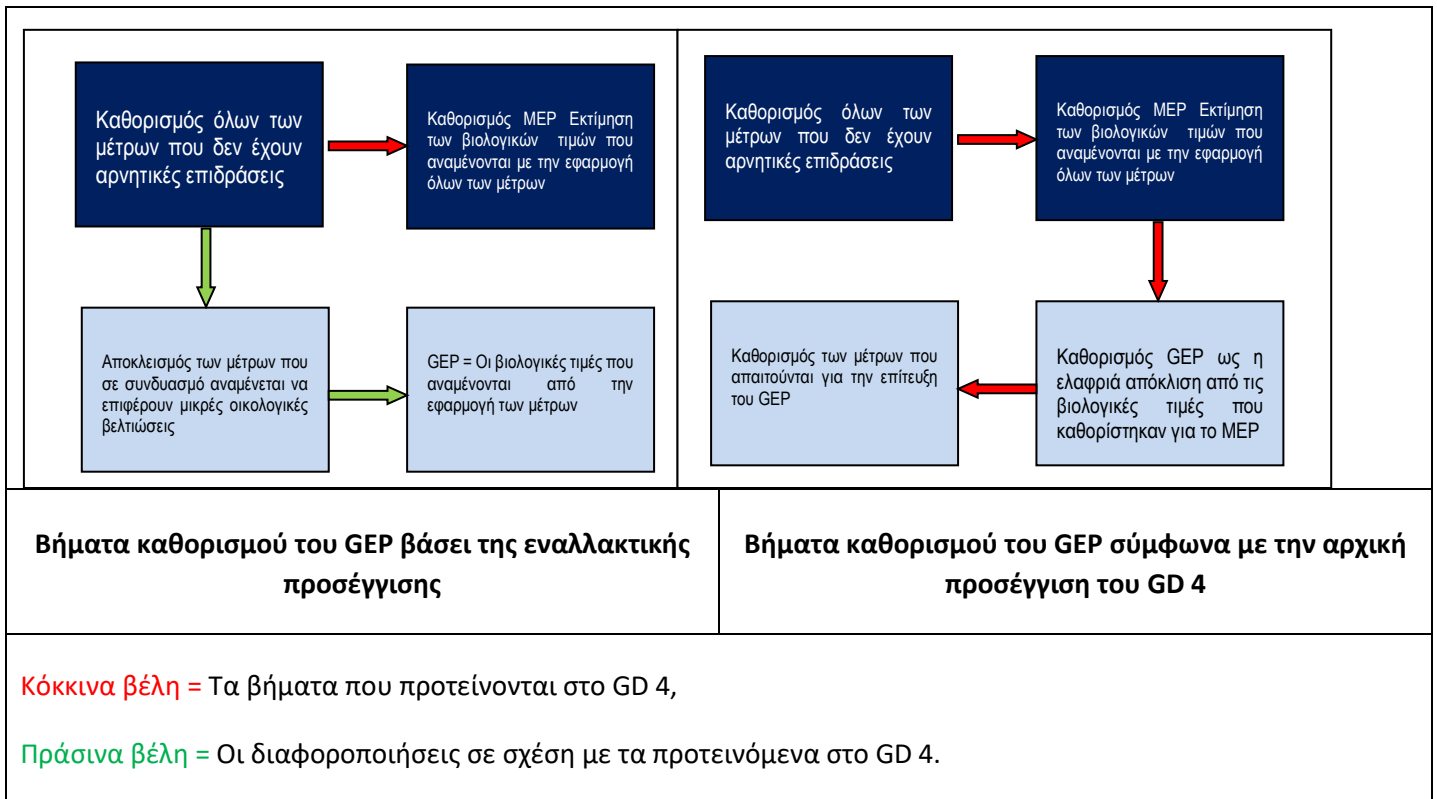 Καθορισμός όλων των
μέτρων που δεν έχουν
αρνητικές επιδράσεις
Καθορισμός MEP Εκτίμηση
των βιολογικών τιμών που
αναμένονται με την εφαρμογή
όλων των μέτρων
Αποκλεισμός των μέτρων που
σε συνδυασμό αναμένεται να
επιφέρουν μικρές οικολογικές
βελτιώσεις
GEP = Οι βιολογικές τιμές που
αναμένονται από την
εφαρμογή των μέτρων
Καθορισμός όλων των
μέτρων που δεν έχουν
αρνητικές επιδράσεις
Καθορισμός MEP Εκτίμηση
των βιολογικών τιμών που
αναμένονται με την εφαρμογή
όλων των μέτρων
Καθορισμός των μέτρων που
απαιτούνται για την επίτευξη
του GEP
Καθορισμός GEP ως η
ελαφριά απόκλιση από τις
βιολογικές τιμές που
καθορίστηκαν για το MEP
Βήματα καθορισμού του GEP βάσει της εναλλακτικής
προσέγγισης
Βήματα καθορισμού του GEP σύμφωνα με την αρχική
προσέγγιση του GD 4
Κόκκινα βέλη = Τα βήματα που προτείνονται στο GD 4,
Πράσινα βέλη = Οι διαφοροποιήσεις σε σχέση με τα προτεινόμενα στο GD 4.